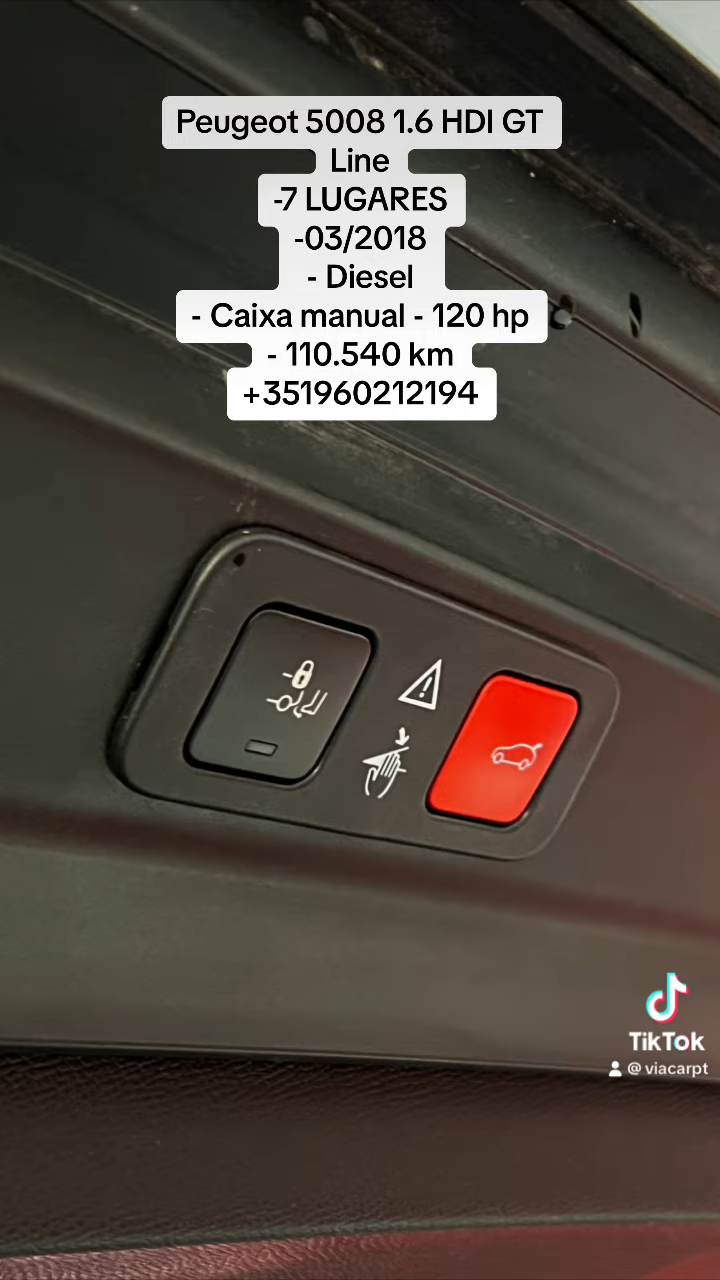 Peugeot 5008 1.6 HDI GT
Line
-7 LUGARES
-03/2018
- Diesel
- Caixa manual - 120 hp
- 110.540 km
+351960212194
TikTok
@ viacarpt